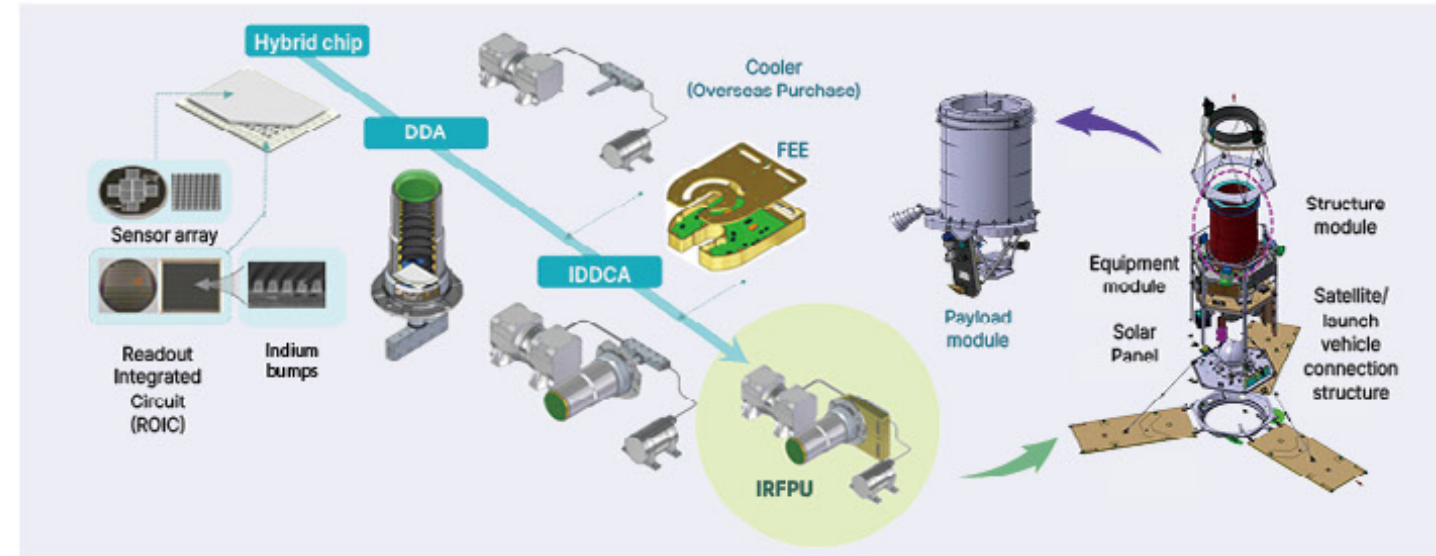 Hybrid chip
DDA
IDDCA
Cooler
(Overseas Purchase)
FEE
Sensor array
Readout
Integrated
Circuit
(ROIC)
Indium
bumps
IRFPU
Payload
module
Structure
module
Equipment
module
Solar
Panel
Satellite/
launch
vehicle
connection
structure